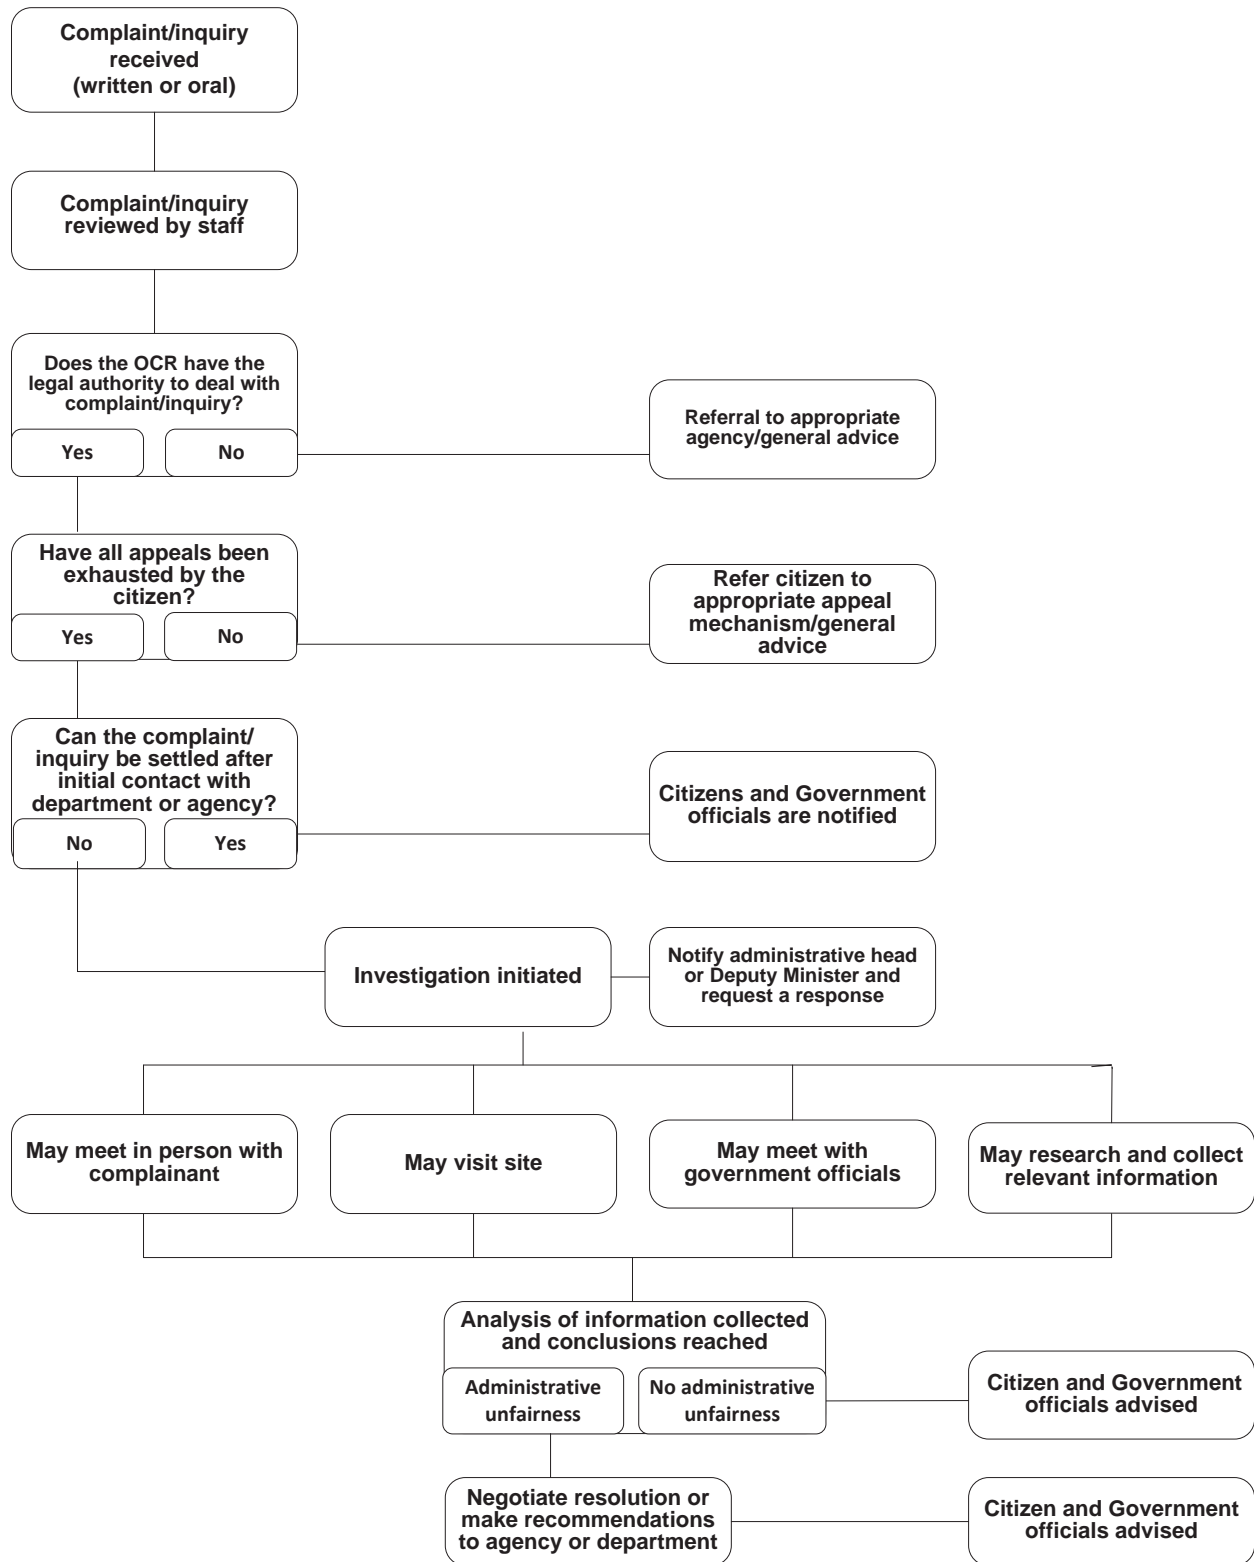 Complaint/inquiry
received
(written or oral)
Complaint/inquiry
reviewed by staff
Does the OCR have the
legal authority to deal with
complaint/inquiry?
Yes
No
Referral to appropriate
agency/general advice
Have all appeals been
exhausted by the
citizen?
Yes
No
Refer citizen to
appropriate appeal
mechanism/general
advice
Can the complaint/
inquiry be settled after
initial contact with
department or agency?
No
Yes
Citizens and Government
officials are notified
Investigation initiated
Notify administrative head
or Deputy Minister and
request a response
May meet in person with
complainant
May visit site
May meet with
government officials
May research and collect
relevant information
Analysis of information collected
and conclusions reached
Administrative
unfairness
No administrative
unfairness
Citizen and Government
officials advised
Negotiate resolution or
make recommendations
to agency or department
Citizen and Government
officials advised